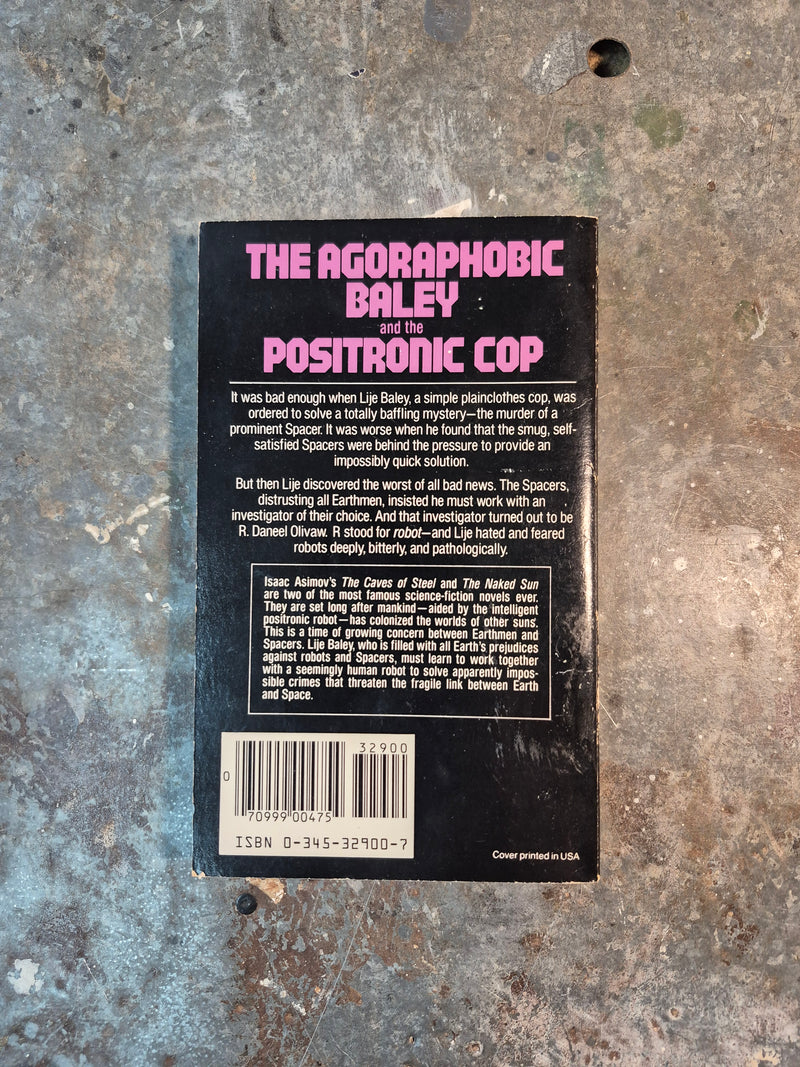 THE AGORAPHOBIC
BALEY
and the
POSITRONIC COP
It was bad enough when Lije Baley, a simple plainclothes cop, was
ordered to solve a totally baffling mystery—the murder of a
prominent Spacer. It was worse when he found that the smug, self-
satisfied Spacers were behind the pressure to provide an
impossibly quick solution.
But then Lije discovered the worst of all bad news. The Spacers,
distrusting all Earthmen, insisted he must work with an
investigator of their choice. And that investigator turned out to be
R. Daneel Olivaw. R stood for robot—and Lije hated and feared
robots deeply, bitterly, and pathologically.
Isaac Asimov's The Caves of Steel and The Naked Sun
are two of the most famous science-fiction novels ever.
They are set long after mankind—aided by the intelligent
positronic robot—has colonized the worlds of other suns.
This is a time of growing concern between Earthmen and
Spacers. Lije Baley, who is filled with all Earth's prejudices
against robots and Spacers, must learn to work together
with a seemingly human robot to solve apparently impos-
sible crimes that threaten the fragile link between Earth
and Space.
32900
0
70999 00475
ISBN 0-345-32900-7
Cover printed in USA